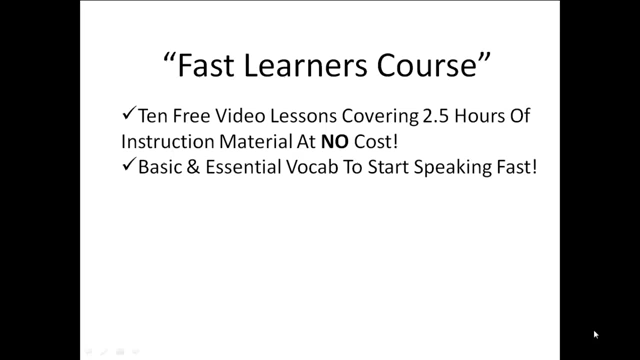 “Fast Learners Course”
✓Ten Free Video Lessons Covering 2.5 Hours Of
Instruction Material At NO Cost!
✓Basic & Essential Vocab To Start Speaking Fast!